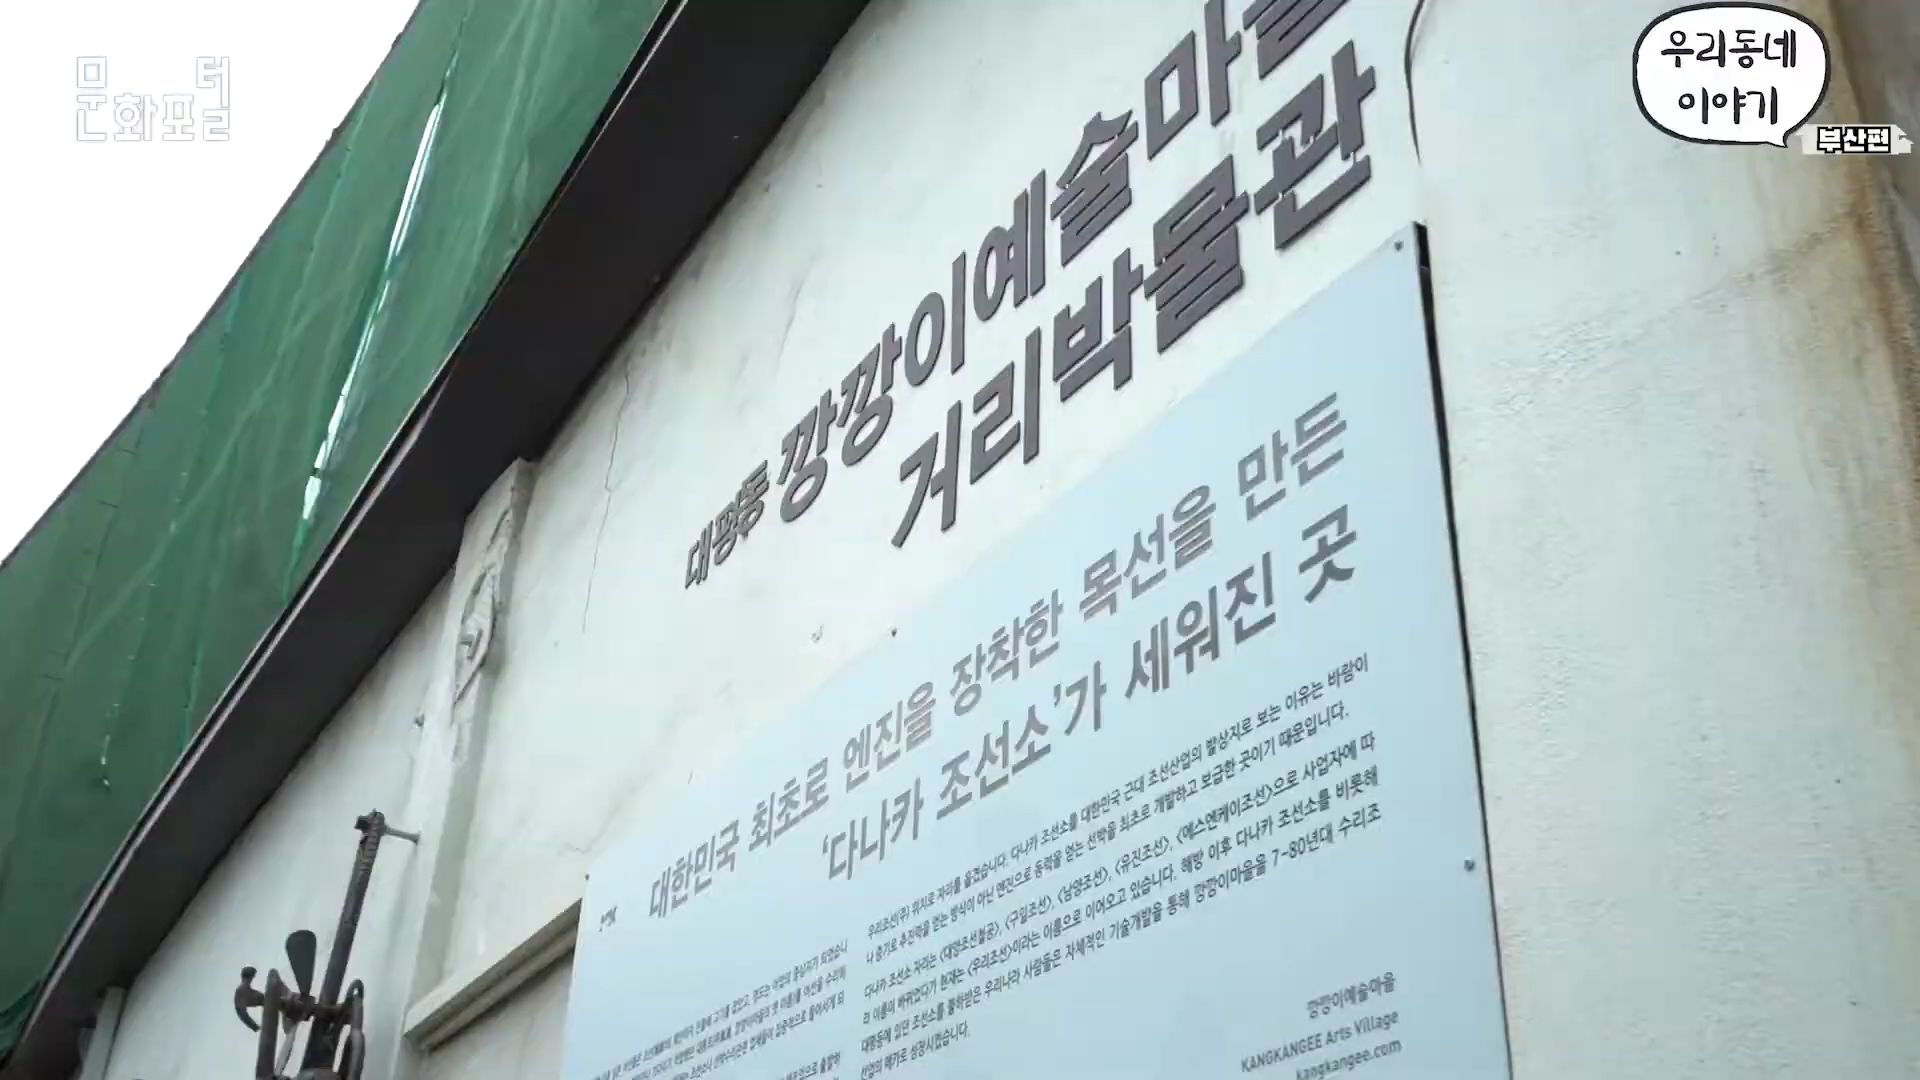 문화포털
우리동네
이야기
부산편
대평동 깡깡이예술마을
거리박물관
대한민국 최초로 엔진을 장착한 목선을 만든
‘다나카 조선소’가 세워진 곳
우리조선(주) 위치로 자리를 옮겼습니다. 다나카 조선소를 대한민국 근대 조선산업의 발상지로 보는 이유는 바람이
나 증기로 추진력을 얻는 방식이 아닌 엔진으로 동력을 얻는 선박을 최초로 개발하고 보급한 곳이기 때문입니다.
다나카 조선소 자리는 <대양조선철공>, <구일조선>, <남양조선>, <유진조선>, <에스엔케이조선>으로 사업자에 따
라 이름이 바뀌었다가 현재는 <우리조선>이라는 이름으로 이어오고 있습니다. 해방 이후 다나카 조선소를 비롯해
대평동에 있던 조선소를 불하받은 우리나라 사람들은 자체적인 기술개발을 통해 깡깡이마을을 7-80년대 수리조
선업의 메카로 성장시켰습니다.
깡깡이예술마을
KANGKANGEE Arts Village
kangkangee.com